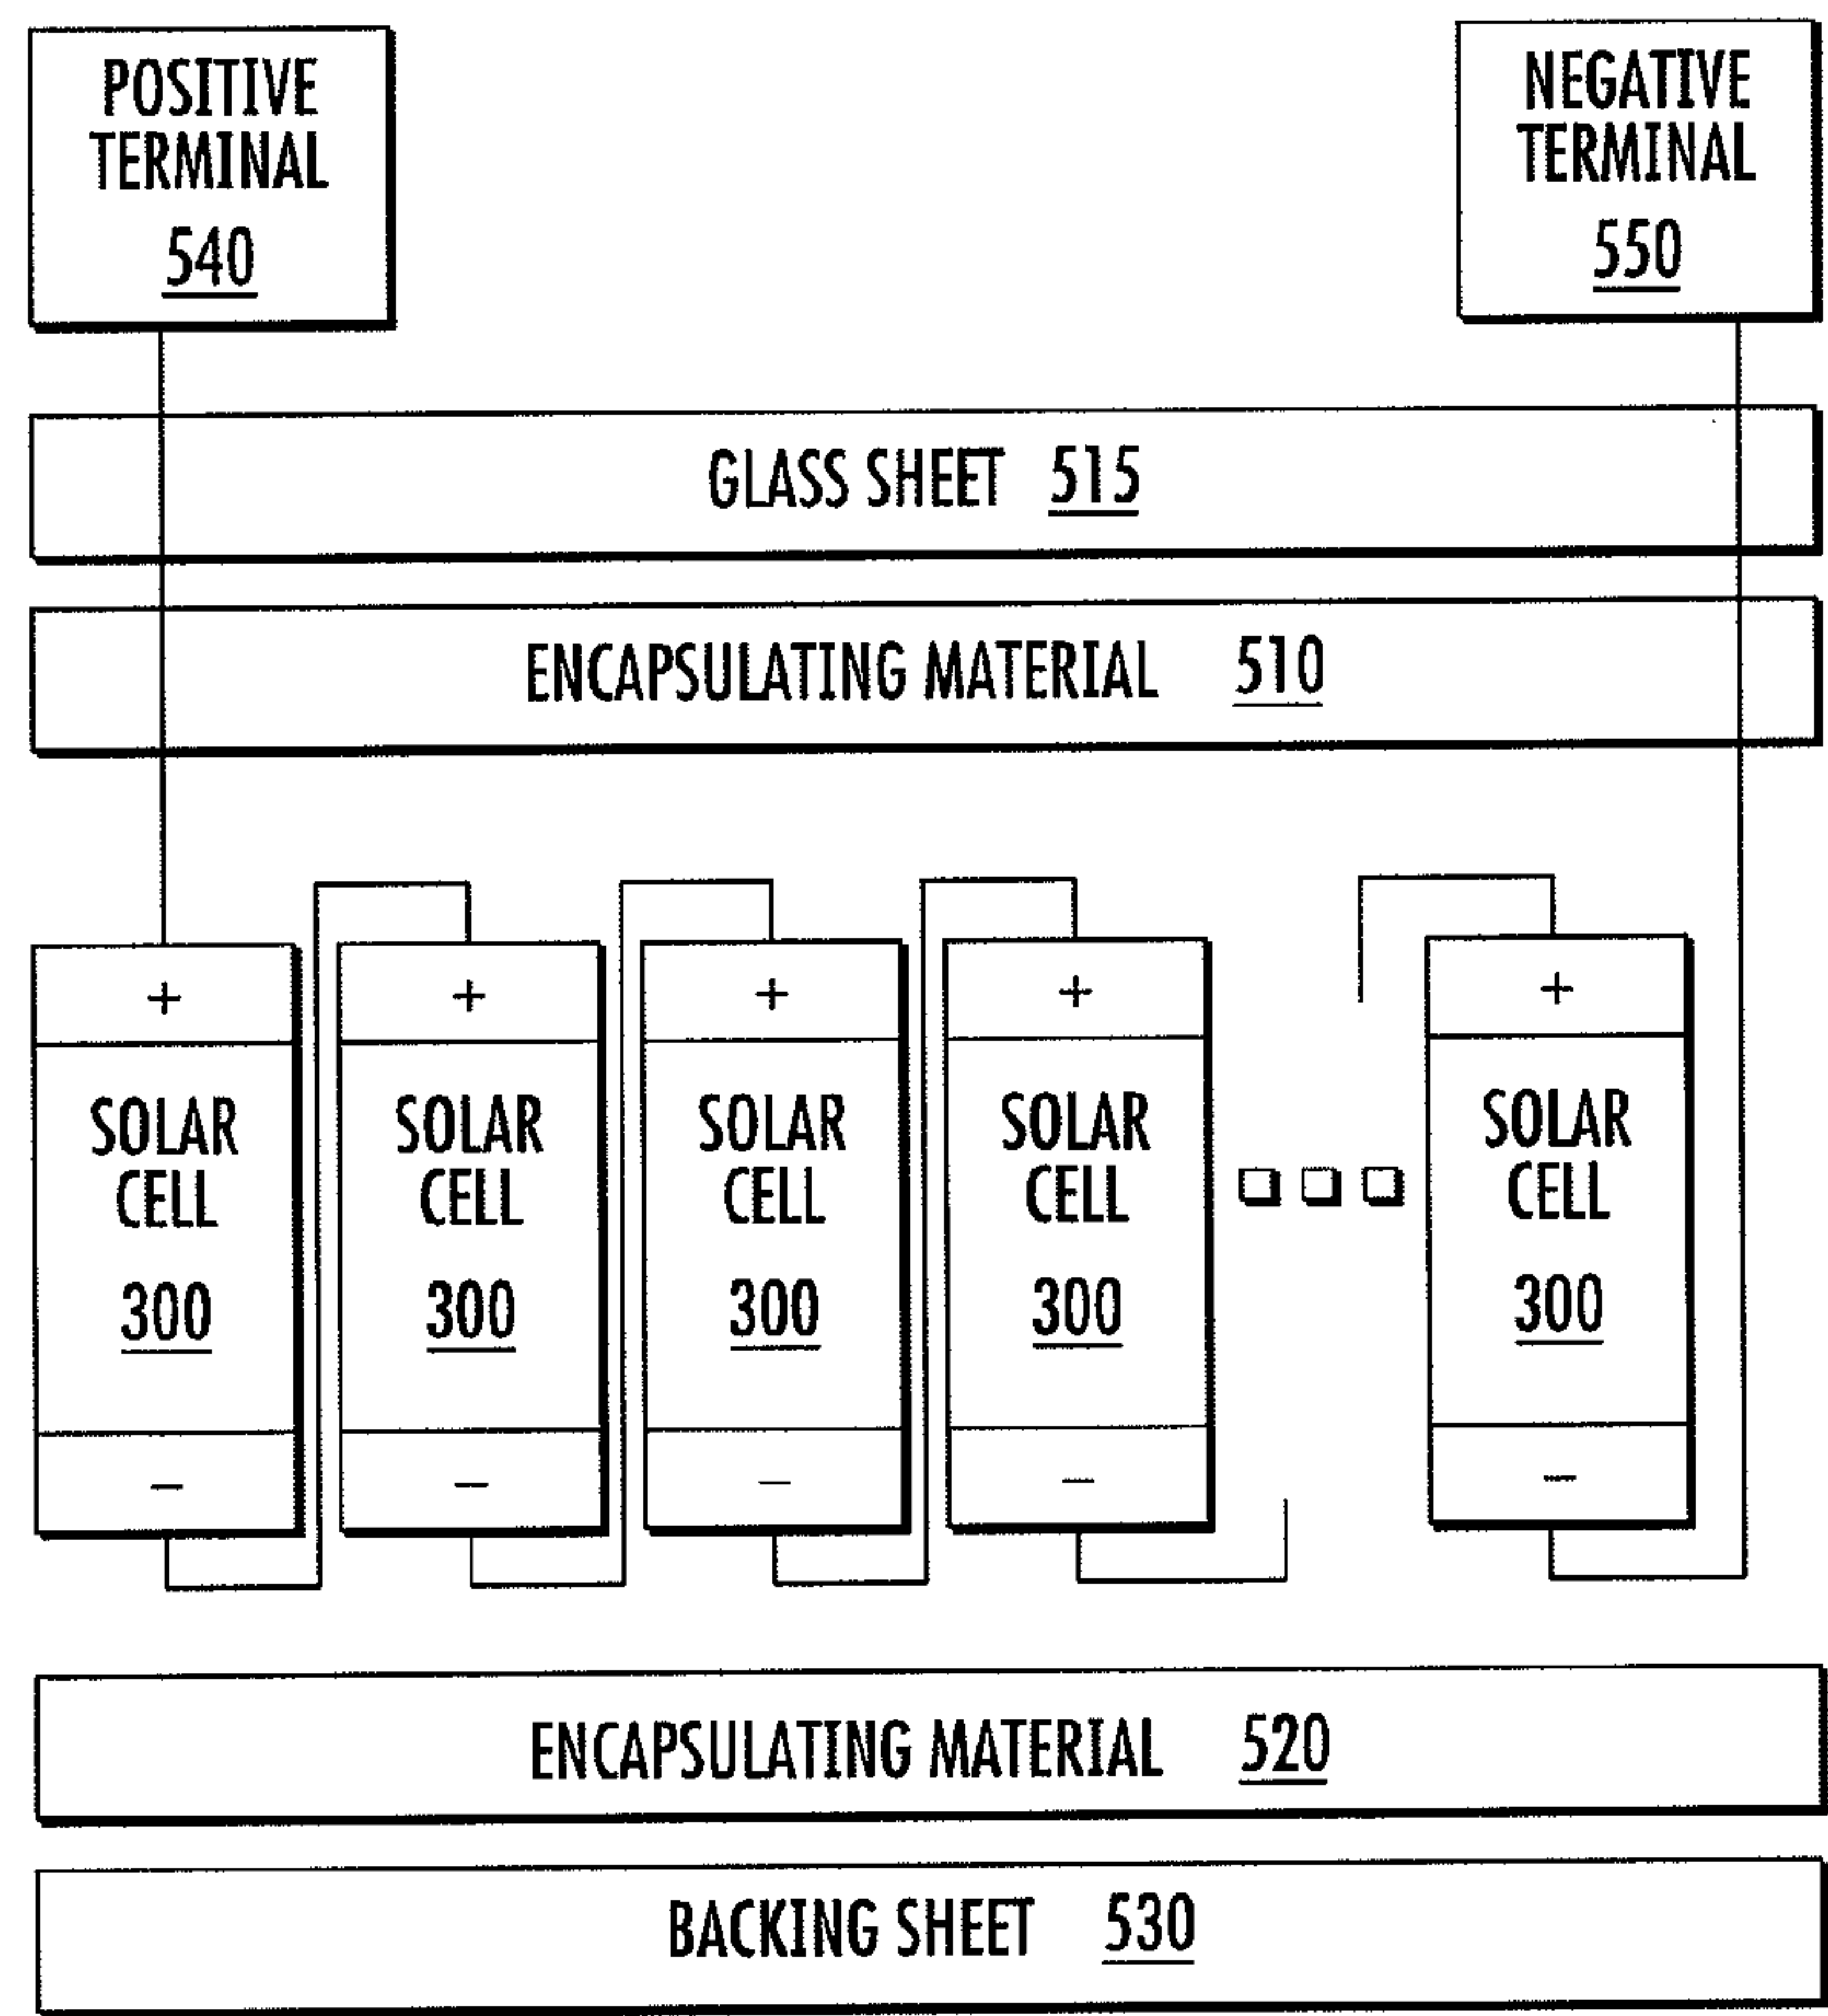 POSITIVE
TERMINAL
540
NEGATIVE
TERMINAL
550
GLASS SHEET 515
ENCAPSULATING MATERIAL 510
+ + + + +
SOLAR
CELL
300
SOLAR
CELL
300
SOLAR
CELL
300
SOLAR
CELL
300
SOLAR
CELL
300
− − − − −
ENCAPSULATING MATERIAL 520
BACKING SHEET 530